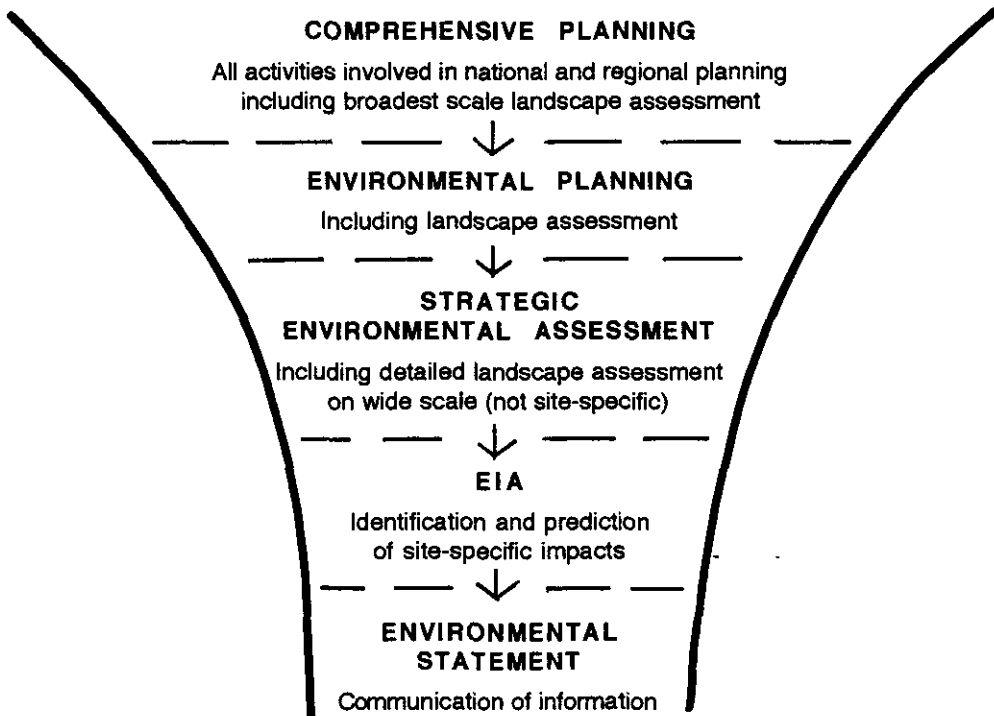 COMPREHENSIVE PLANNING
All activities involved in national and regional planning
including broadest scale landscape assessment
ENVIRONMENTAL PLANNING
Including landscape assessment
STRATEGIC
ENVIRONMENTAL ASSESSMENT
Including detailed landscape assessment
on wide scale (not site-specific)
EIA
Identification and prediction
of site-specific impacts
ENVIRONMENTAL
STATEMENT
Communication of information